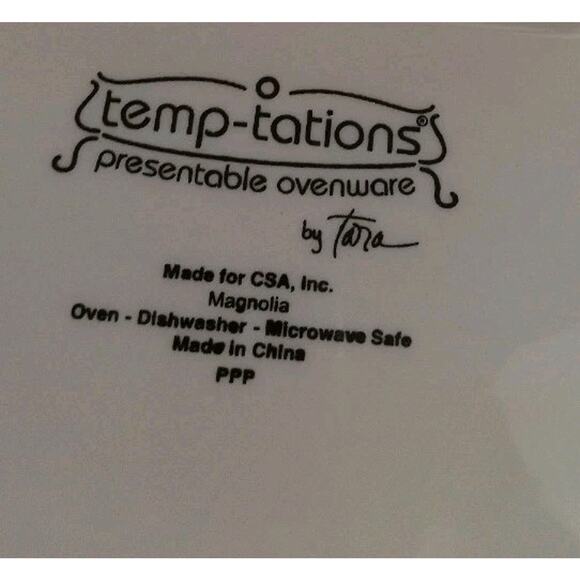 temp-tations®
presentable ovenware
by Tara
Made for CSA, Inc.
Magnolia
Oven - Dishwasher - Microwave Safe
Made in China
PPP